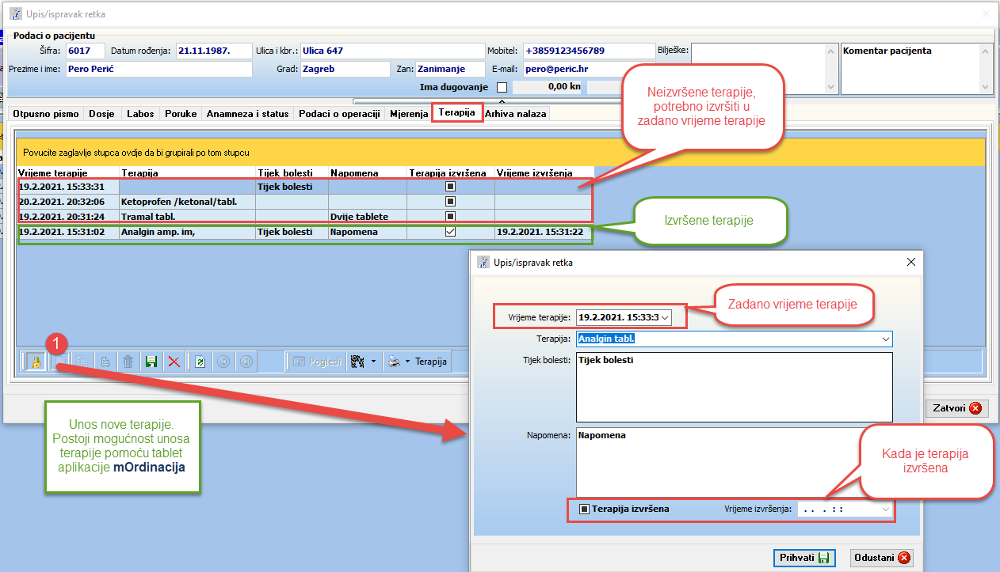 Upis/ispravak retka
Podaci o pacijentu
Šifra: 6017 Datum rođenja: 21.11.1987. Ulica i kbr.: Ulica 647 Mobitel: +3859123456789 Bilješke: Komentar pacijenta
Prezime i ime: Pero Perić Grad: Zagreb Zan: Zanimanje E-mail: pero@peric.hr
Ima dugovanje 0,00 kn
Neizvršene terapije,
potrebno izvršiti u
zadano vrijeme terapije
Otpusno pismo Dosje Labos Poruke Anamneza i status Podaci o operaciji Mjerenja Terapija Arhiva nalaza
Povucite zaglavlje stupca ovdje da bi grupirali po tom stupcu
Vrijeme terapije Terapija Tijek bolesti Napomena Terapija izvršena Vrijeme izvršenja
19.2.2021. 15:33:31 Tijek bolesti
20.2.2021. 20:32:06 Ketoprofen /ketonal/tabl.
19.2.2021. 20:31:24 Tramal tabl. Dvije tablete
19.2.2021. 15:31:02 Analgin amp. im, Tijek bolesti Napomena 19.2.2021. 15:31:22
Izvršene terapije
Upis/ispravak retka
Vrijeme terapije: 19.2.2021. 15:33:3
Zadano vrijeme terapije
Terapija: Analgin tabl.
Tijek bolesti: Tijek bolesti
1
Pogledi Terapija
Zatvori
Unos nove terapije.
Postoji mogućnost unosa
terapije pomoću tablet
aplikacije mOrdinacija
Napomena: Napomena
Kada je terapija
izvršena
Terapija izvršena Vrijeme izvršenja: . . . : :
Prihvati Odustani